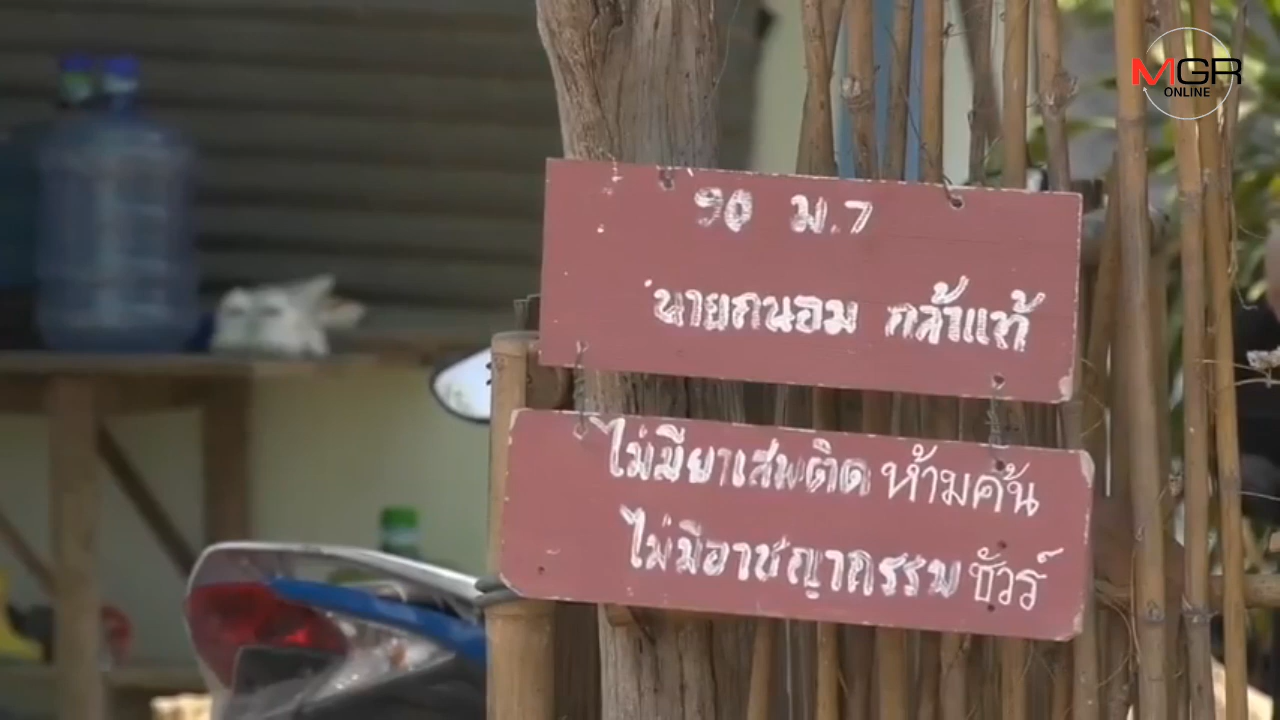 MGR
ONLINE
90 ม.7
นายถนอม กล้าแท้
ไม่มียาเสพติด ห้ามค้น
ไม่มีอาชญากรรม ชัวร์